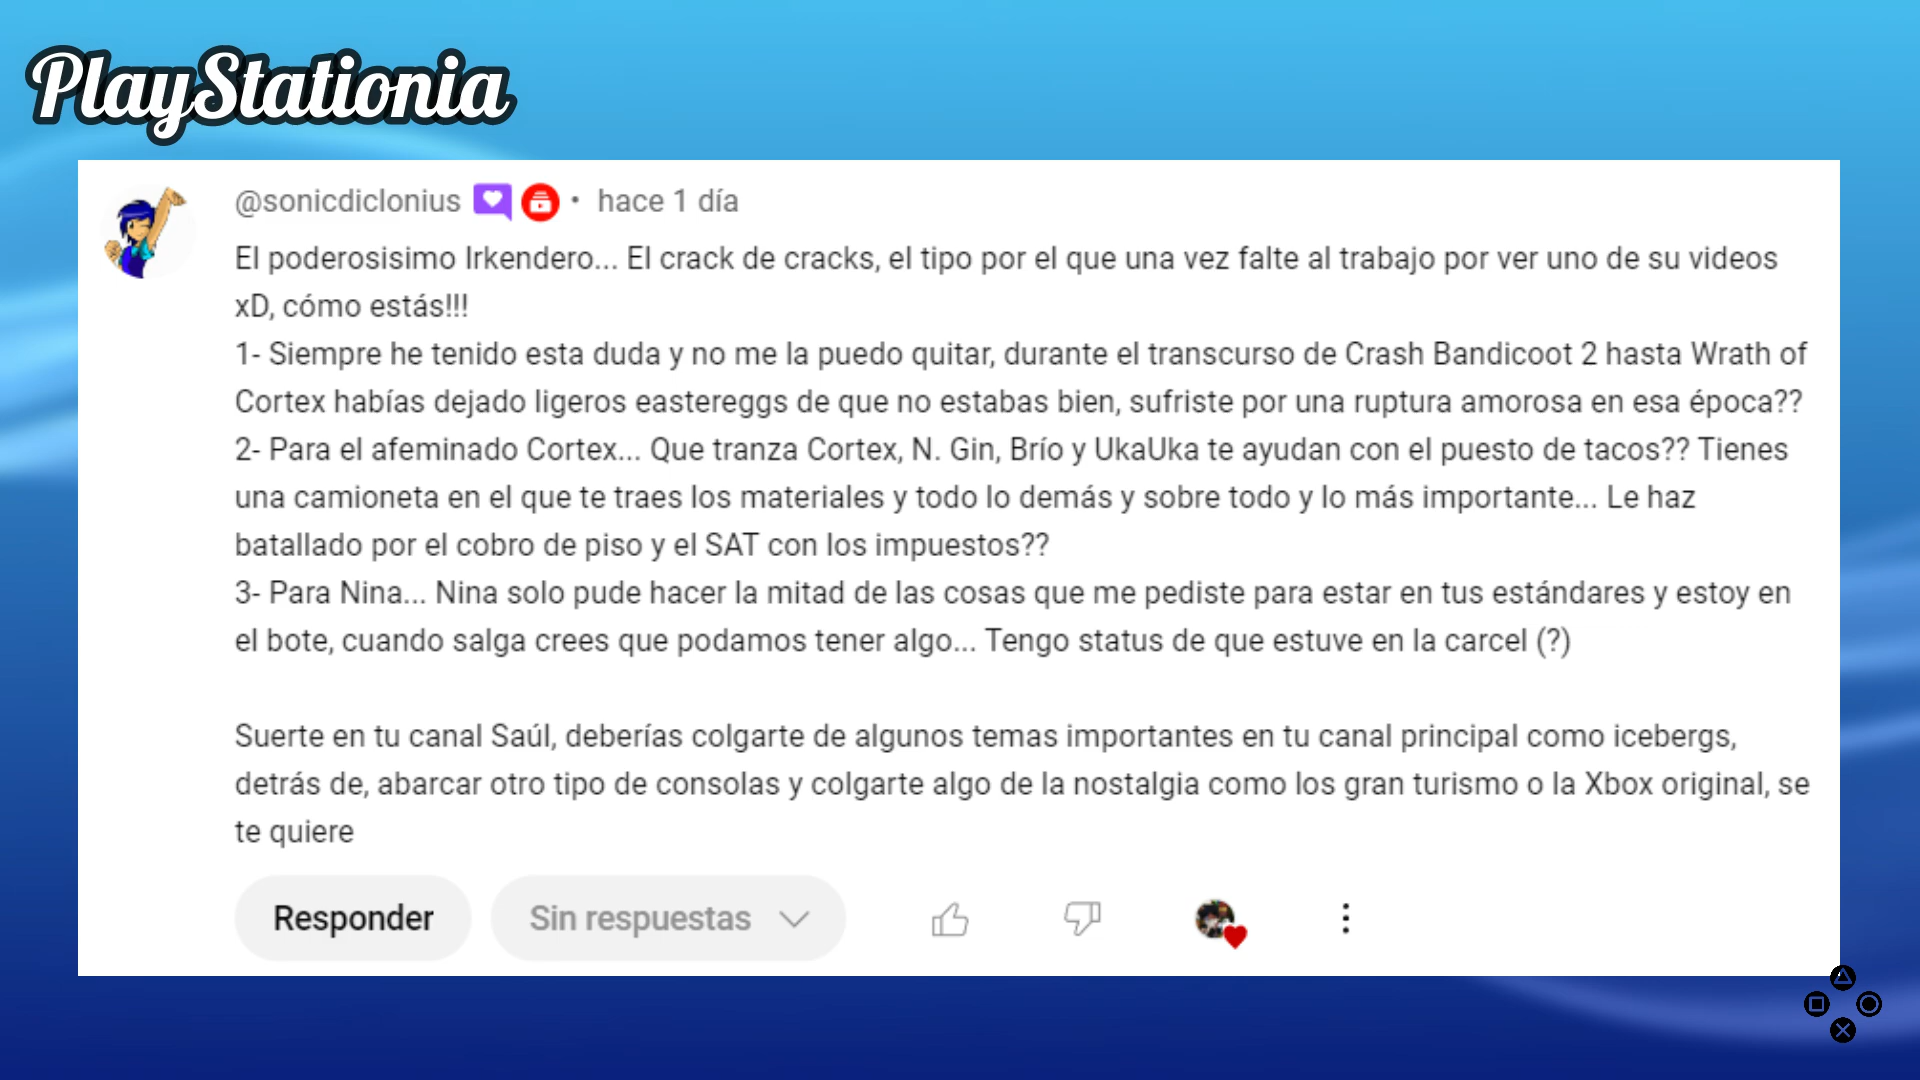 PlayStationia
@sonicdiclonius • hace 1 día
El poderosisimo Irkendero... El crack de cracks, el tipo por el que una vez falte al trabajo por ver uno de su videos
xD, cómo estás!!!
1- Siempre he tenido esta duda y no me la puedo quitar, durante el transcurso de Crash Bandicoot 2 hasta Wrath of
Cortex habías dejado ligeros eastereggs de que no estabas bien, sufriste por una ruptura amorosa en esa época??
2- Para el afeminado Cortex... Que tranza Cortex, N. Gin, Brío y UkaUka te ayudan con el puesto de tacos?? Tienes
una camioneta en el que te traes los materiales y todo lo demás y sobre todo y lo más importante... Le haz
batallado por el cobro de piso y el SAT con los impuestos??
3- Para Nina... Nina solo pude hacer la mitad de las cosas que me pediste para estar en tus estándares y estoy en
el bote, cuando salga crees que podamos tener algo... Tengo status de que estuve en la carcel (?)
Suerte en tu canal Saúl, deberías colgarte de algunos temas importantes en tu canal principal como icebergs,
detrás de, abarcar otro tipo de consolas y colgarte algo de la nostalgia como los gran turismo o la Xbox original, se
te quiere
Responder Sin respuestas